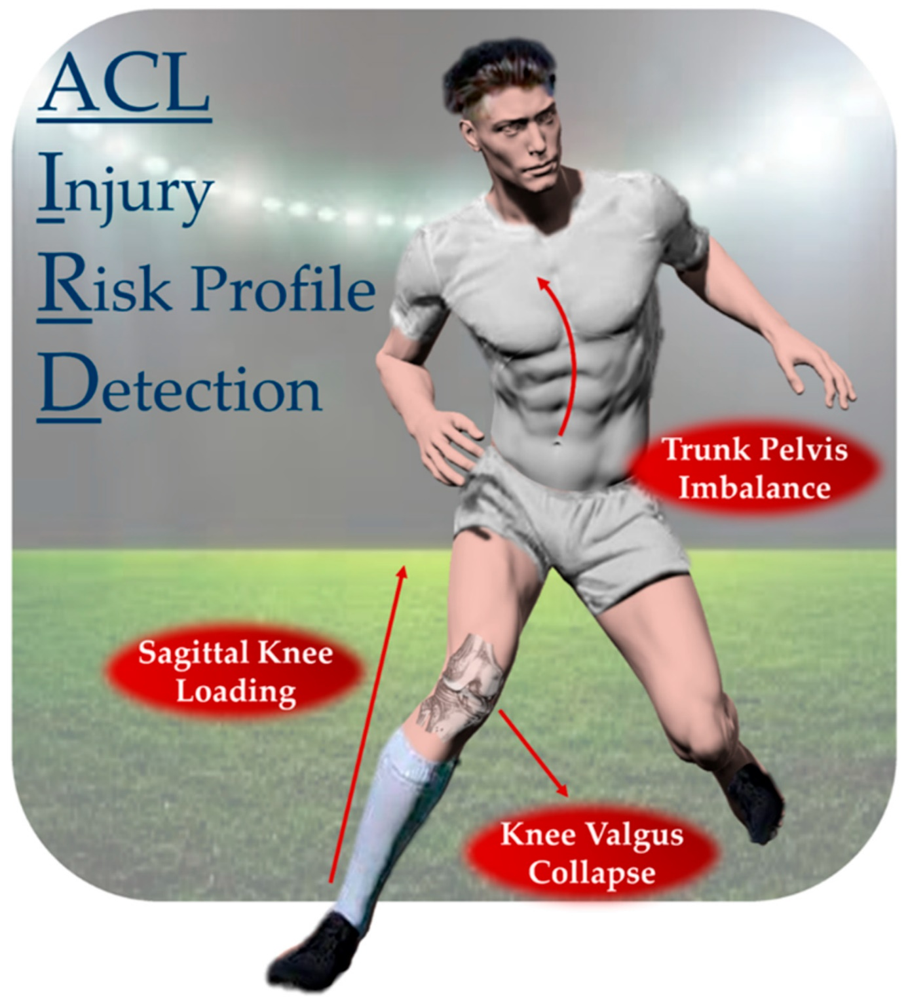 ACL
Injury
Risk Profile
Detection
Trunk Pelvis
Imbalance
Sagittal Knee
Loading
Knee Valgus
Collapse